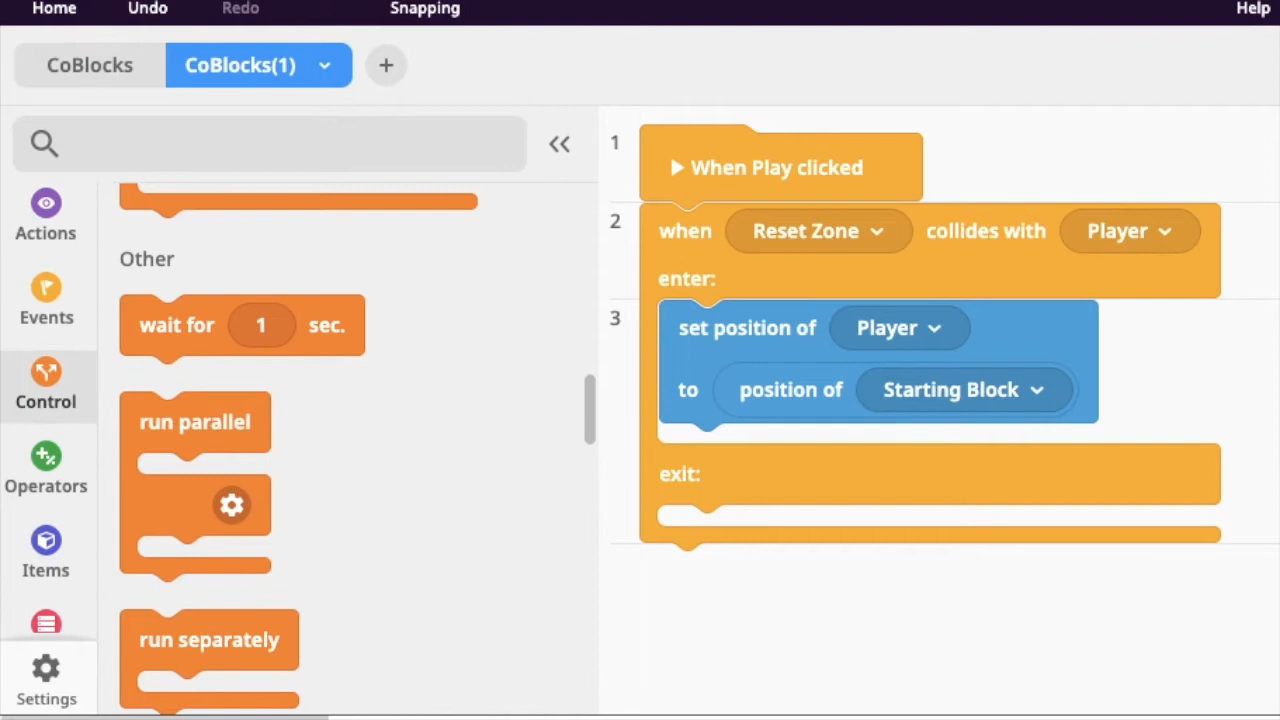 Home Undo Redo Snapping Help
CoBlocks CoBlocks(1) +
Actions
Events
Control
Operators
Items
Settings
Other
wait for 1 sec.
run parallel
run separately
1
When Play clicked
2
when Reset Zone collides with Player
enter:
3
set position of Player
to position of Starting Block
exit: